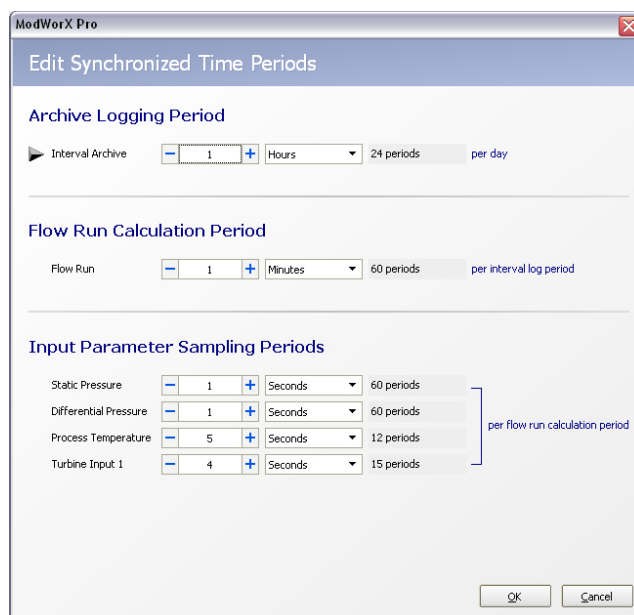 ModWorX Pro
Edit Synchronized Time Periods
Archive Logging Period
Interval Archive 1 Hours 24 periods per day
Flow Run Calculation Period
Flow Run 1 Minutes 60 periods per interval log period
Input Parameter Sampling Periods
Static Pressure 1 Seconds 60 periods
Differential Pressure 1 Seconds 60 periods
per flow run calculation period
Process Temperature 5 Seconds 12 periods
Turbine Input 1 4 Seconds 15 periods
OK Cancel